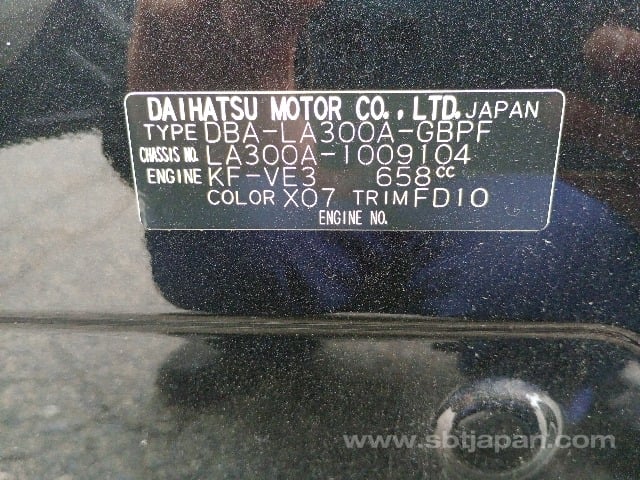 DAIHATSU MOTOR CO., LTD. JAPAN
TYPE DBA-LA300A-GBPF
CHASSIS NO. LA300A-1009104
ENGINE KF-VE3 658cc
COLOR X07 TRIM FD10
ENGINE NO.
www.sbtjapan.com